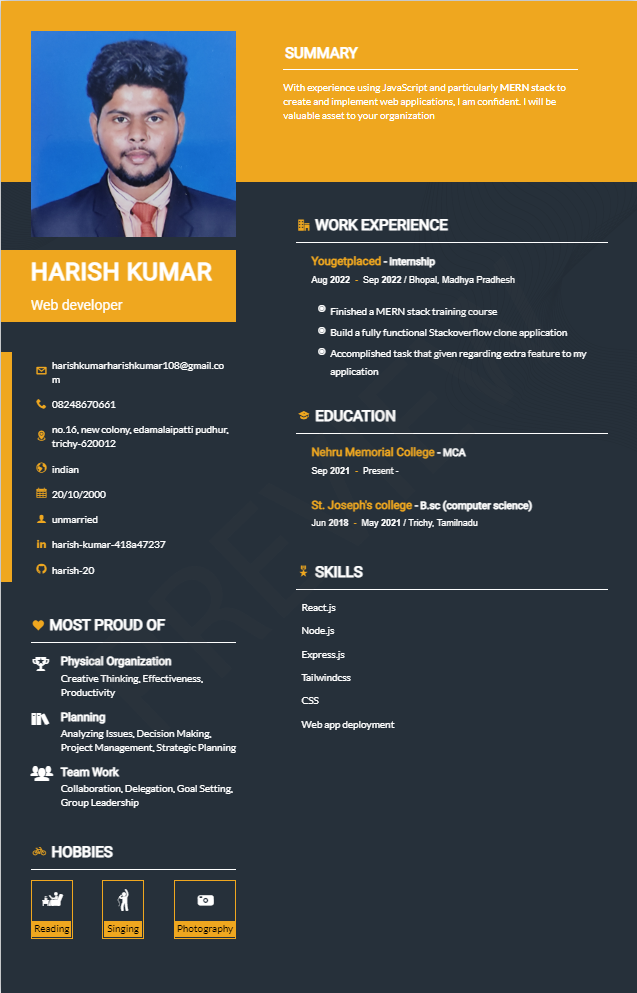 SUMMARY
With experience using JavaScript and particularly MERN stack to
create and implement web applications, I am confident. I will be
valuable asset to your organization
HARISH KUMAR
Web developer
harishkumarharishkumar108@gmail.co
m
08248670661
no.16, new colony, edamalaipatti pudhur,
trichy-620012
indian
20/10/2000
unmarried
harish-kumar-418a47237
harish-20
MOST PROUD OF
Physical Organization
Creative Thinking, Effectiveness,
Productivity
Planning
Analyzing Issues, Decision Making,
Project Management, Strategic Planning
Team Work
Collaboration, Delegation, Goal Setting,
Group Leadership
HOBBIES
Reading
Singing
Photography
WORK EXPERIENCE
Yougetplaced - Internship
Aug 2022 - Sep 2022 / Bhopal, Madhya Pradhesh
Finished a MERN stack training course
Build a fully functional Stackoverflow clone application
Accomplished task that given regarding extra feature to my
application
EDUCATION
Nehru Memorial College - MCA
Sep 2021 - Present -
St. Joseph's college - B.sc (computer science)
Jun 2018 - May 2021 / Trichy, Tamilnadu
SKILLS
React.js
Node.js
Express.js
Tailwindcss
CSS
Web app deployment
PREVIEW